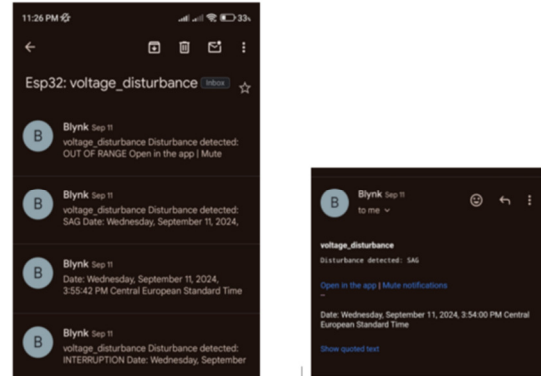 11:26 PM
33%
Esp32: voltage_disturbance Inbox
B
Blynk Sep 11
voltage_disturbance Disturbance detected:
OUT OF RANGE Open in the app | Mute
B
Blynk Sep 11
voltage_disturbance Disturbance detected:
SAG Date: Wednesday, September 11, 2024,
B
Blynk Sep 11
Date: Wednesday, September 11, 2024,
3:55:42 PM Central European Standard Time
B
Blynk Sep 11
voltage_disturbance Disturbance detected:
INTERRUPTION Date: Wednesday, September
B
Blynk Sep 11
to me
voltage_disturbance
Disturbance detected: SAG
Open in the app | Mute notifications
--
Date: Wednesday, September 11, 2024, 3:54:00 PM Central
European Standard Time
Show quoted text